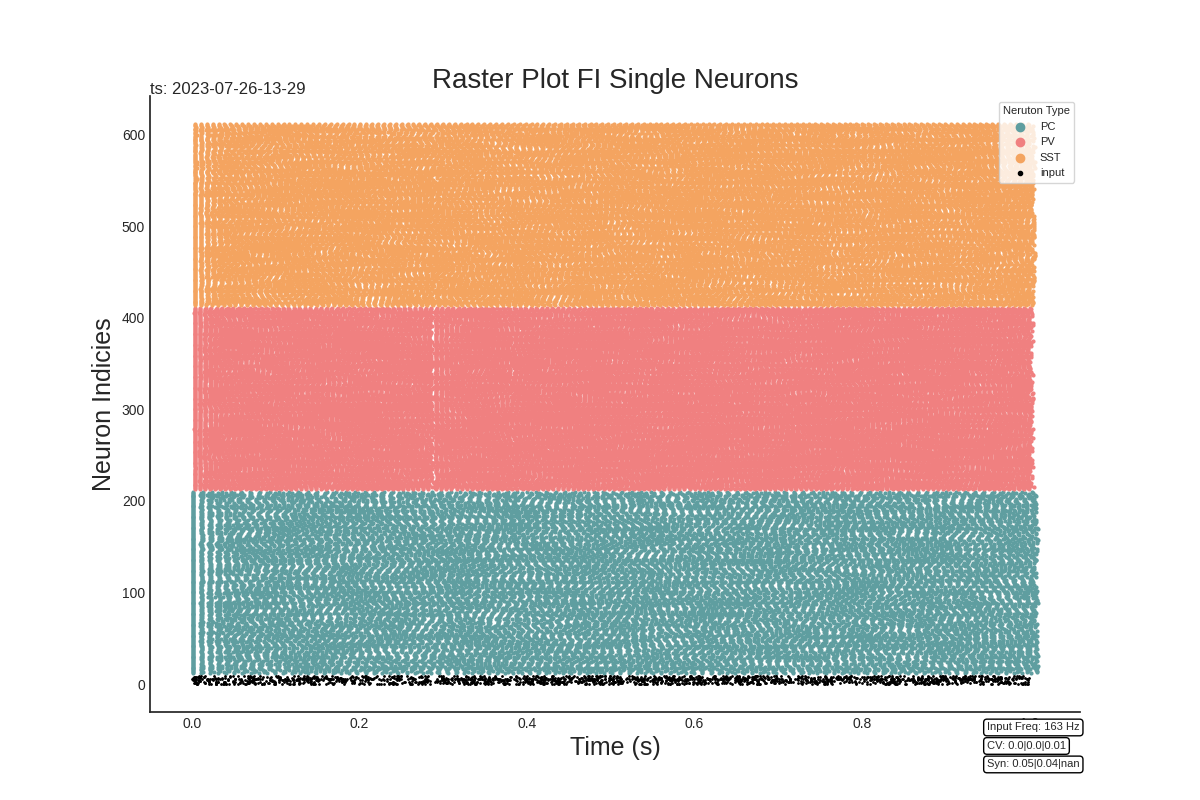 Raster Plot FI Single Neurons
ts: 2023-07-26-13-29
Neruton Type
PC
PV
SST
input
Neuron Indicies
600
500
400
300
200
100
0
0.0 0.2 0.4 0.6 0.8
Time (s)
Input Freq: 163 Hz
CV: 0.0|0.0|0.01
Syn: 0.05|0.04|nan